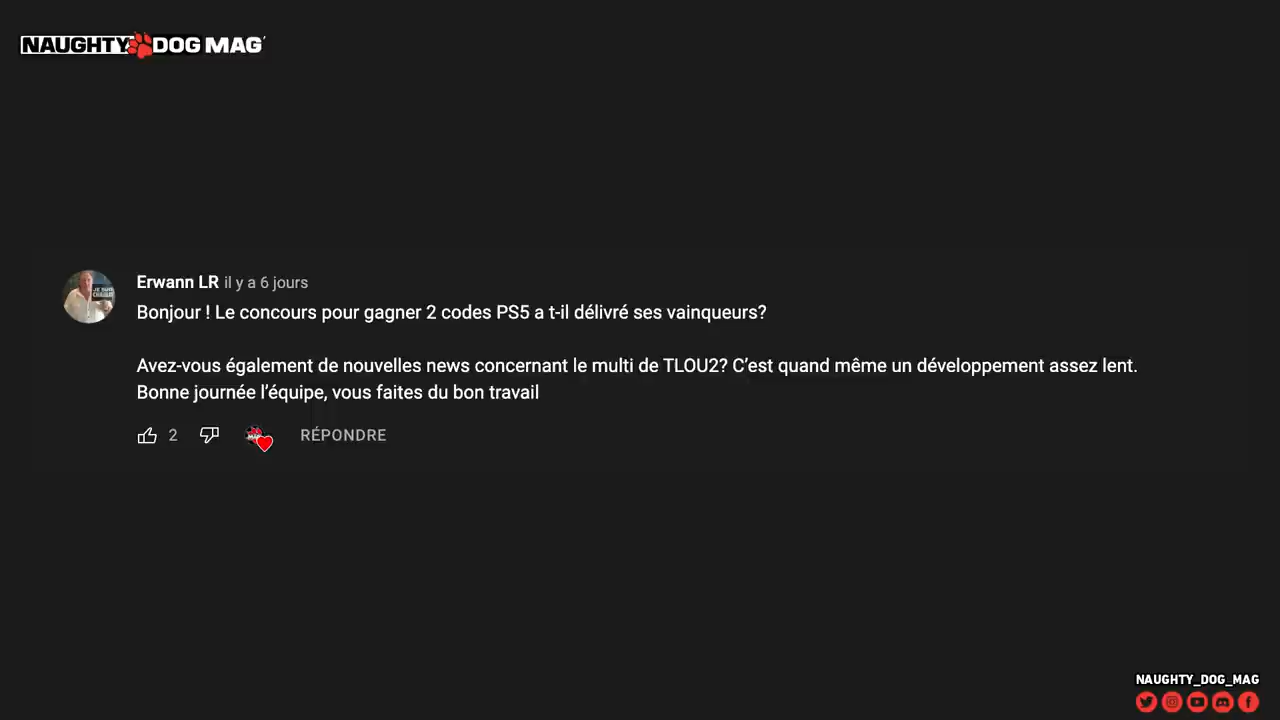 NAUGHTY DOG MAG'
Erwann LR il y a 6 jours
Bonjour ! Le concours pour gagner 2 codes PS5 a t-il délivré ses vainqueurs?
Avez-vous également de nouvelles news concernant le multi de TLOU2? C’est quand même un développement assez lent.
Bonne journée l’équipe, vous faites du bon travail
2 RÉPONDRE
NAUGHTY_DOG_MAG